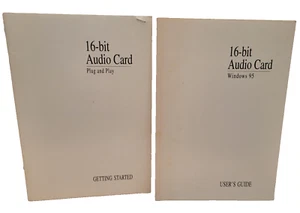 16-bit
Audio Card
Plug and Play
GETTING STARTED
16-bit
Audio Card
Windows 95
USER'S GUIDE